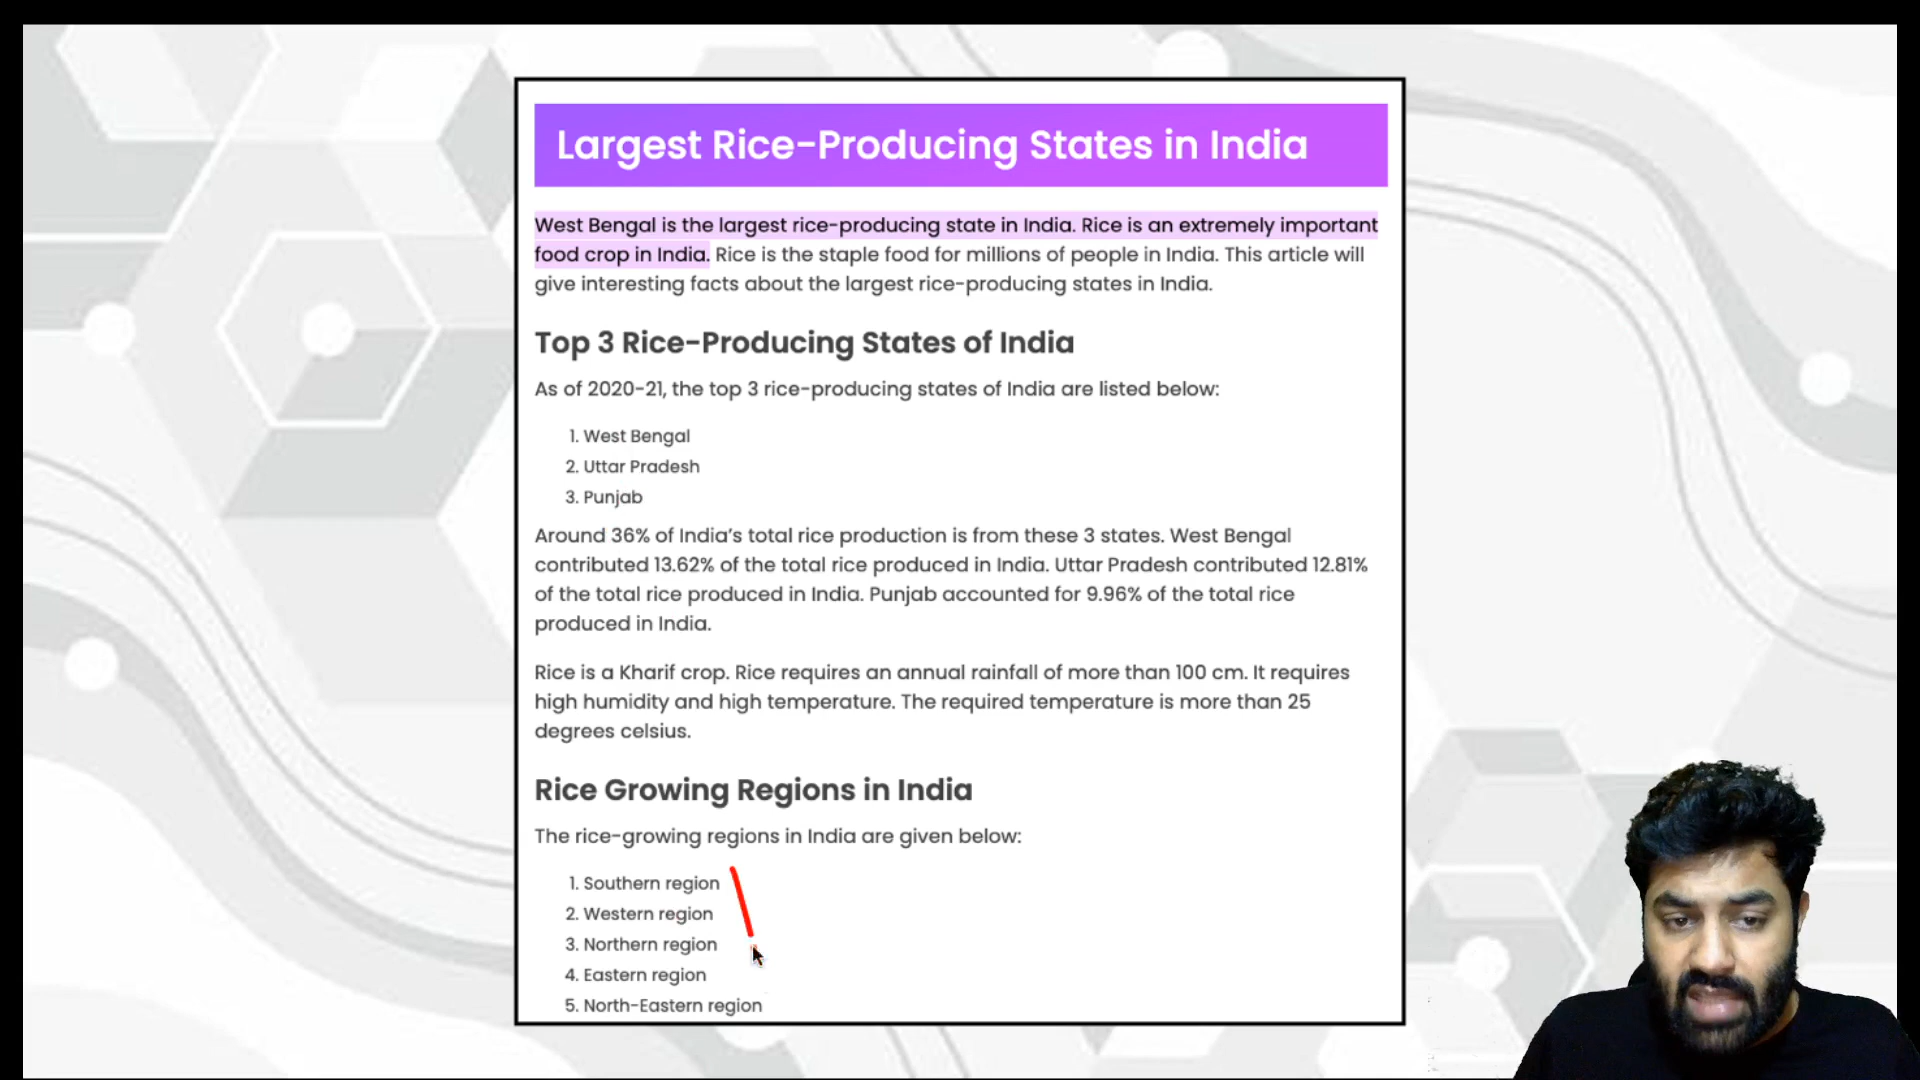 Largest Rice-Producing States in India
West Bengal is the largest rice-producing state in India. Rice is an extremely important
food crop in India. Rice is the staple food for millions of people in India. This article will
give interesting facts about the largest rice-producing states in India.
Top 3 Rice-Producing States of India
As of 2020-21, the top 3 rice-producing states of India are listed below:
1. West Bengal
2. Uttar Pradesh
3. Punjab
Around 36% of India's total rice production is from these 3 states. West Bengal
contributed 13.62% of the total rice produced in India. Uttar Pradesh contributed 12.81%
of the total rice produced in India. Punjab accounted for 9.96% of the total rice
produced in India.
Rice is a Kharif crop. Rice requires an annual rainfall of more than 100 cm. It requires
high humidity and high temperature. The required temperature is more than 25
degrees celsius.
Rice Growing Regions in India
The rice-growing regions in India are given below:
1. Southern region
2. Western region
3. Northern region
4. Eastern region
5. North-Eastern region